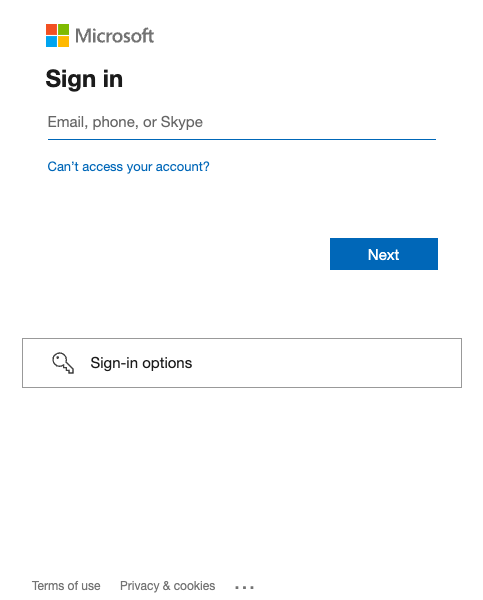 Microsoft
Sign in
Email, phone, or Skype
Can't access your account?
Next
Sign-in options
Terms of use Privacy & cookies ...